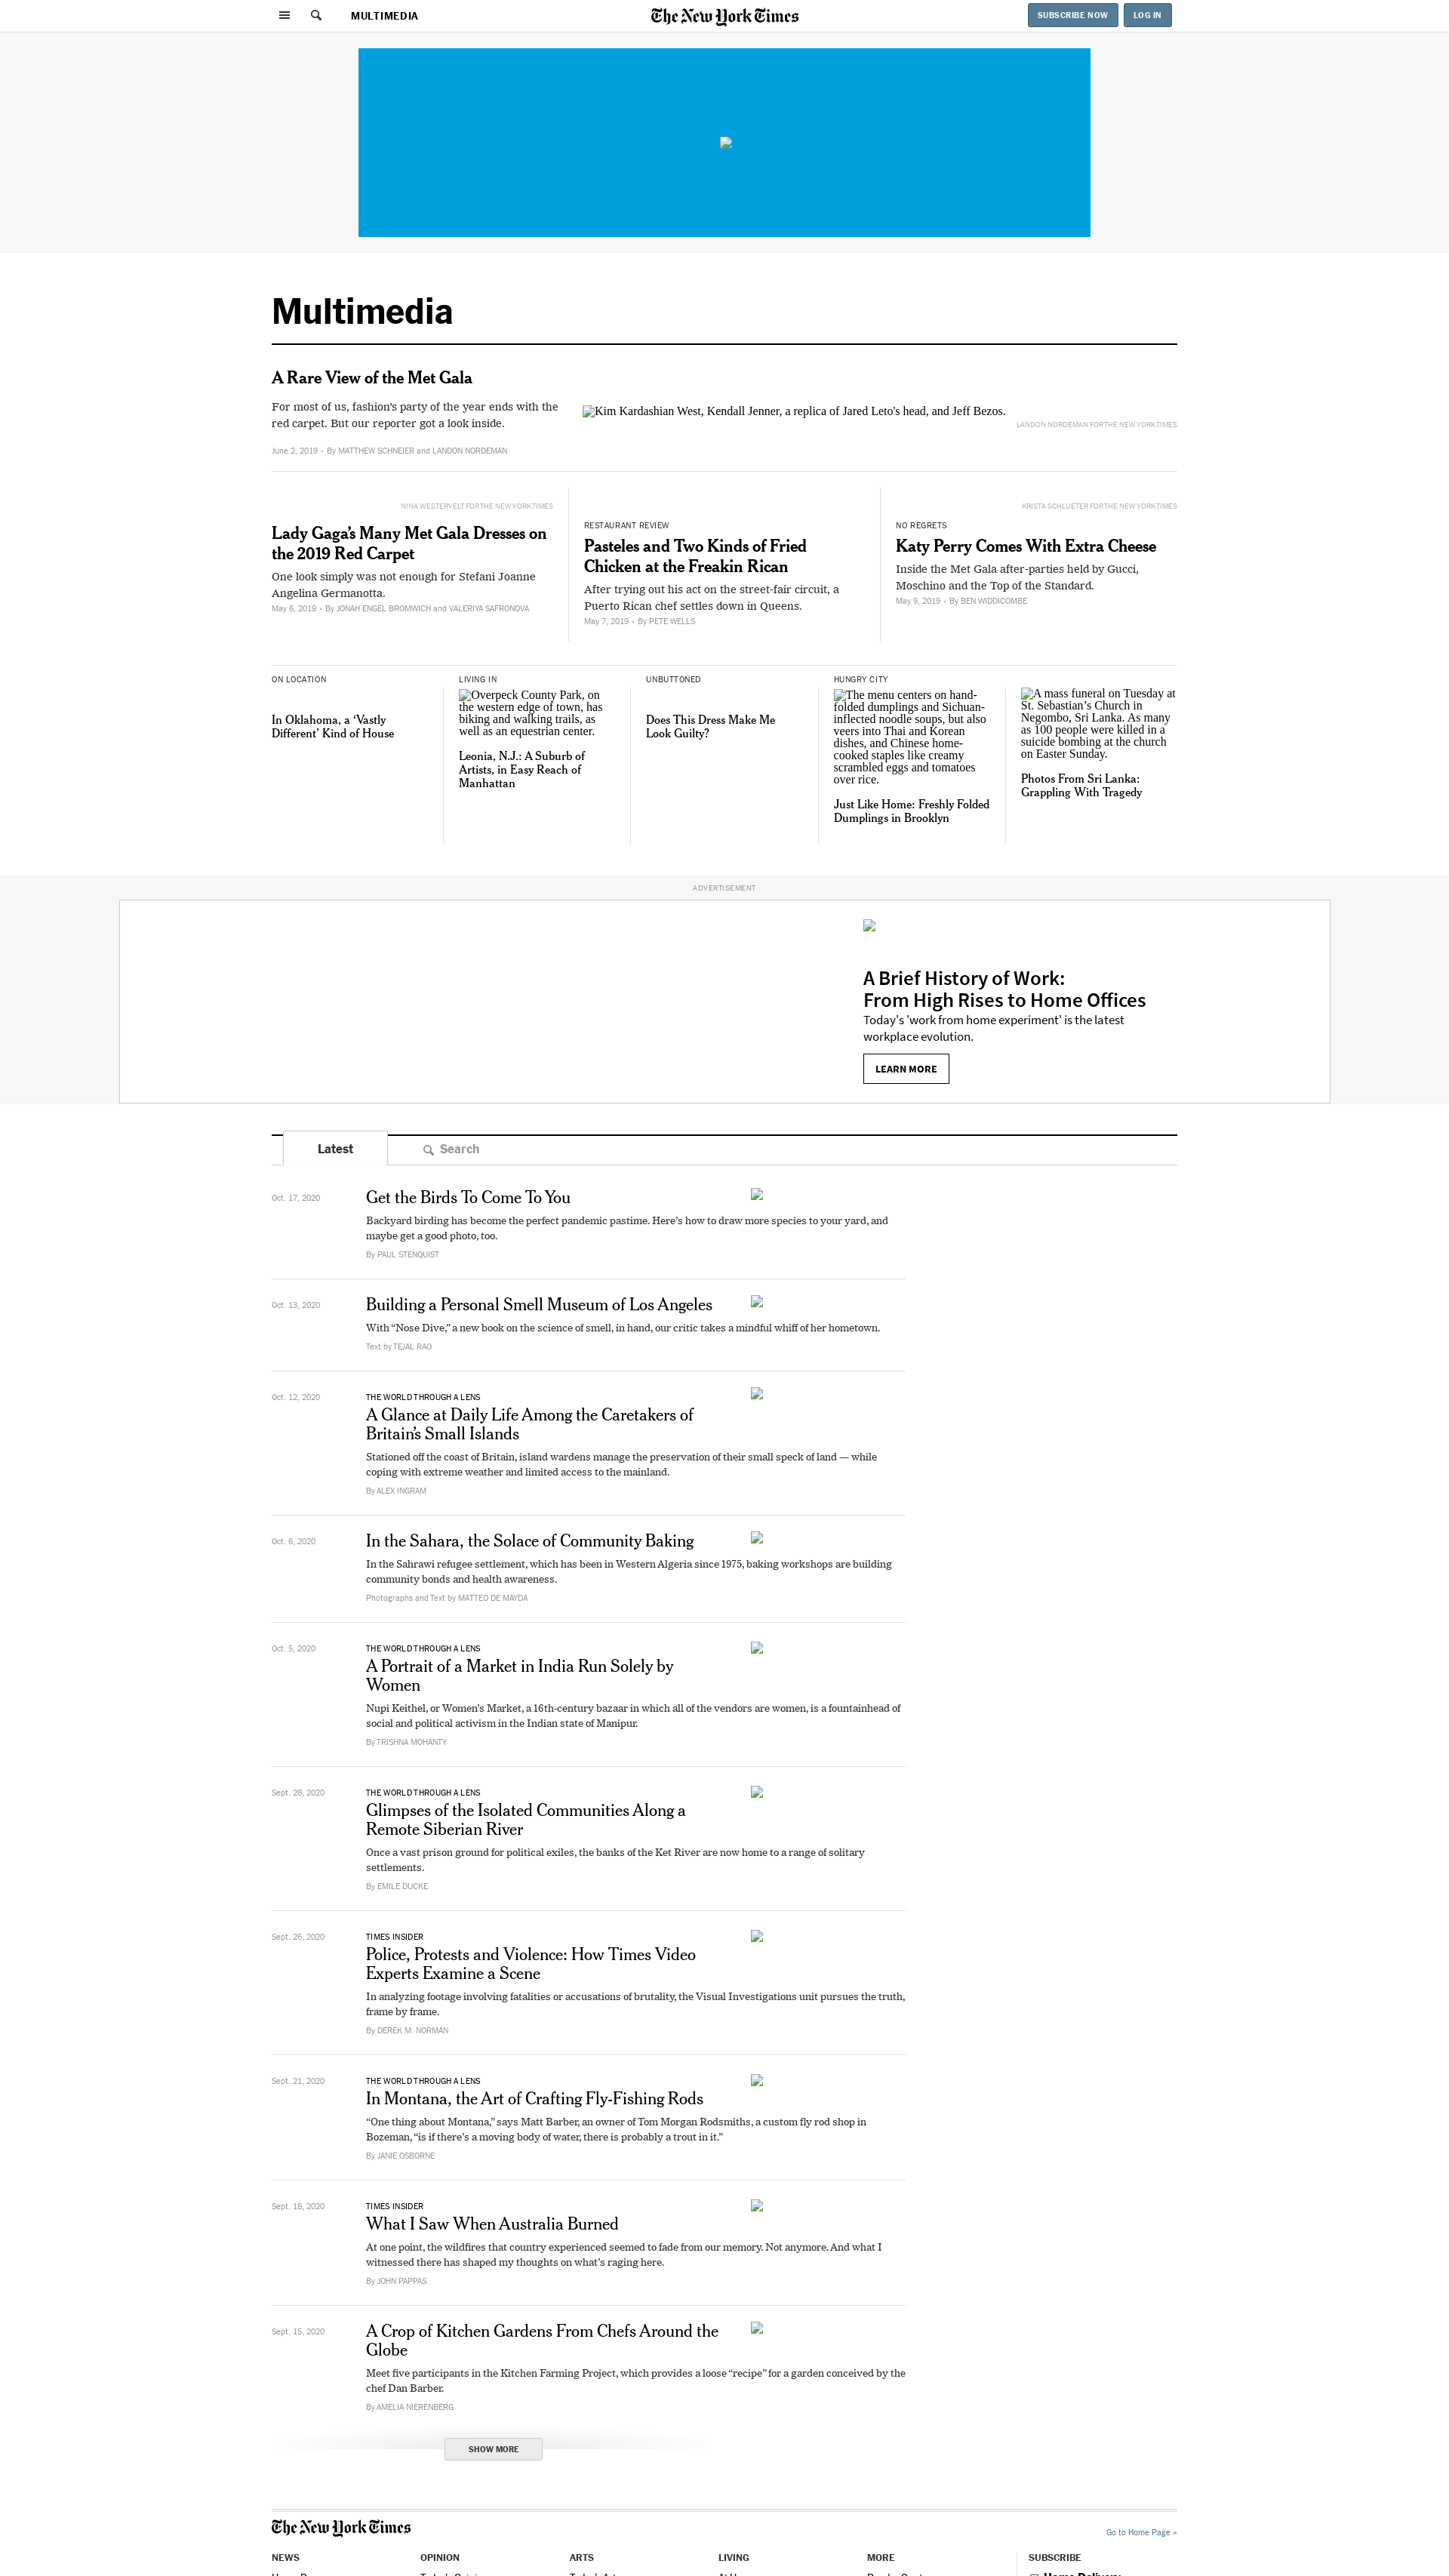 MULTIMEDIA
The New York Times
SUBSCRIBE NOW
LOG IN
Multimedia
A Rare View of the Met Gala
For most of us, fashion’s party of the year ends with the
red carpet. But our reporter got a look inside.
June 2, 2019 • By MATTHEW SCHNEIER and LANDON NORDEMAN
Kim Kardashian West, Kendall Jenner, a replica of Jared Leto's head, and Jeff Bezos.
LANDON NORDEMAN FOR THE NEW YORK TIMES
NINA WESTERVELT FOR THE NEW YORK TIMES
Lady Gaga’s Many Met Gala Dresses on
the 2019 Red Carpet
One look simply was not enough for Stefani Joanne
Angelina Germanotta.
May 6, 2019 • By JONAH ENGEL BROMWICH and VALERIYA SAFRONOVA
RESTAURANT REVIEW
Pasteles and Two Kinds of Fried
Chicken at the Freakin Rican
After trying out his act on the street-fair circuit, a
Puerto Rican chef settles down in Queens.
May 7, 2019 • By PETE WELLS
KRISTA SCHLUETER FOR THE NEW YORK TIMES
NO REGRETS
Katy Perry Comes With Extra Cheese
Inside the Met Gala after-parties held by Gucci,
Moschino and the Top of the Standard.
May 9, 2019 • By BEN WIDDICOMBE
ON LOCATION
In Oklahoma, a ‘Vastly
Different’ Kind of House
LIVING IN
Overpeck County Park, on
the western edge of town, has
biking and walking trails, as
well as an equestrian center.
Leonia, N.J.: A Suburb of
Artists, in Easy Reach of
Manhattan
UNBUTTONED
Does This Dress Make Me
Look Guilty?
HUNGRY CITY
The menu centers on hand-
folded dumplings and Sichuan-
inflected noodle soups, but also
veers into Thai and Korean
dishes, and Chinese home-
cooked staples like creamy
scrambled eggs and tomatoes
over rice.
Just Like Home: Freshly Folded
Dumplings in Brooklyn
A mass funeral on Tuesday at
St. Sebastian’s Church in
Negombo, Sri Lanka. As many
as 100 people were killed in a
suicide bombing at the church
on Easter Sunday.
Photos From Sri Lanka:
Grappling With Tragedy
ADVERTISEMENT
A Brief History of Work:
From High Rises to Home Offices
Today's 'work from home experiment' is the latest
workplace evolution.
LEARN MORE
Latest
Search
Oct. 17, 2020
Get the Birds To Come To You
Backyard birding has become the perfect pandemic pastime. Here’s how to draw more species to your yard, and
maybe get a good photo, too.
By PAUL STENQUIST
Oct. 13, 2020
Building a Personal Smell Museum of Los Angeles
With “Nose Dive,” a new book on the science of smell, in hand, our critic takes a mindful whiff of her hometown.
Text by TEJAL RAO
Oct. 12, 2020
THE WORLD THROUGH A LENS
A Glance at Daily Life Among the Caretakers of
Britain’s Small Islands
Stationed off the coast of Britain, island wardens manage the preservation of their small speck of land — while
coping with extreme weather and limited access to the mainland.
By ALEX INGRAM
Oct. 6, 2020
In the Sahara, the Solace of Community Baking
In the Sahrawi refugee settlement, which has been in Western Algeria since 1975, baking workshops are building
community bonds and health awareness.
Photographs and Text by MATTEO DE MAYDA
Oct. 5, 2020
THE WORLD THROUGH A LENS
A Portrait of a Market in India Run Solely by
Women
Nupi Keithel, or Women’s Market, a 16th-century bazaar in which all of the vendors are women, is a fountainhead of
social and political activism in the Indian state of Manipur.
By TRISHNA MOHANTY
Sept. 28, 2020
THE WORLD THROUGH A LENS
Glimpses of the Isolated Communities Along a
Remote Siberian River
Once a vast prison ground for political exiles, the banks of the Ket River are now home to a range of solitary
settlements.
By EMILE DUCKE
Sept. 26, 2020
TIMES INSIDER
Police, Protests and Violence: How Times Video
Experts Examine a Scene
In analyzing footage involving fatalities or accusations of brutality, the Visual Investigations unit pursues the truth,
frame by frame.
By DEREK M. NORMAN
Sept. 21, 2020
THE WORLD THROUGH A LENS
In Montana, the Art of Crafting Fly-Fishing Rods
“One thing about Montana,” says Matt Barber, an owner of Tom Morgan Rodsmiths, a custom fly rod shop in
Bozeman, “is if there’s a moving body of water, there is probably a trout in it.”
By JANIE OSBORNE
Sept. 18, 2020
TIMES INSIDER
What I Saw When Australia Burned
At one point, the wildfires that country experienced seemed to fade from our memory. Not anymore. And what I
witnessed there has shaped my thoughts on what’s raging here.
By JOHN PAPPAS
Sept. 15, 2020
A Crop of Kitchen Gardens From Chefs Around the
Globe
Meet five participants in the Kitchen Farming Project, which provides a loose “recipe” for a garden conceived by the
chef Dan Barber.
By AMELIA NIERENBERG
SHOW MORE
The New York Times
Go to Home Page »
NEWS
OPINION
ARTS
LIVING
MORE
SUBSCRIBE